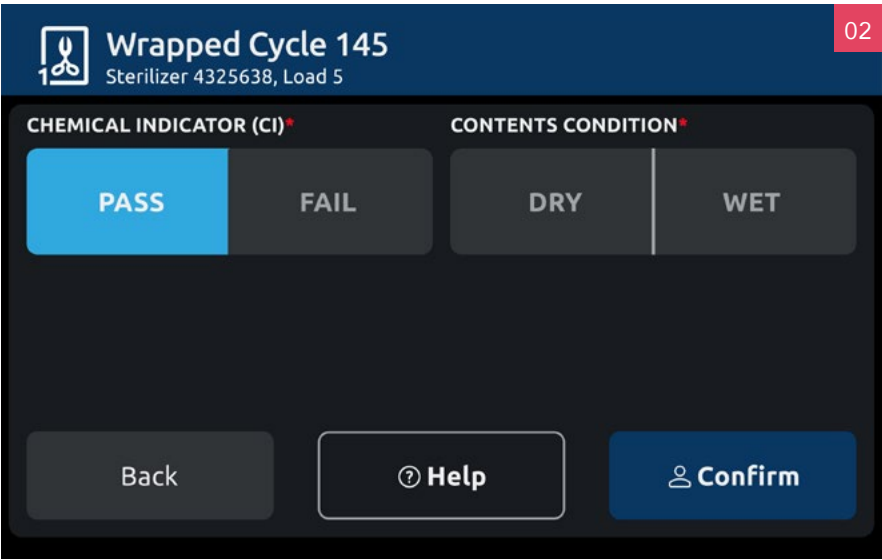 02
Wrapped Cycle 145
1
Sterilizer 4325638, Load 5
CHEMICAL INDICATOR (CI)*
CONTENTS CONDITION*
PASS
FAIL
DRY
WET
Back
? Help
Confirm